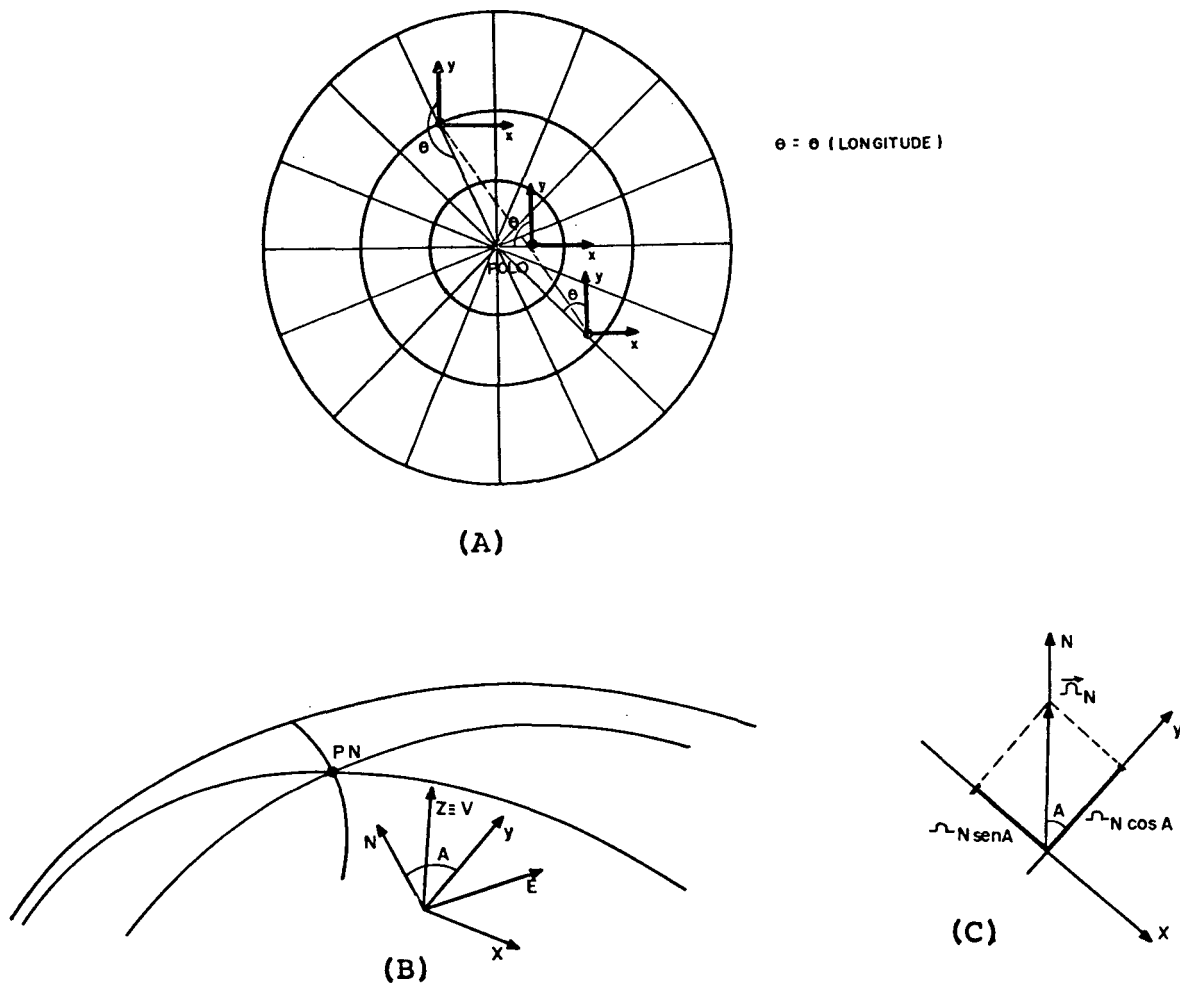 y
x
θ
θ = θ (LONGITUDE)
y
θ
x
POLO
y
θ
x
(A)
PN
Z≡V
y
N
A
E
X
(B)
N
Ω⃗N
y
A
ΩN senA
ΩN cos A
X
(C)